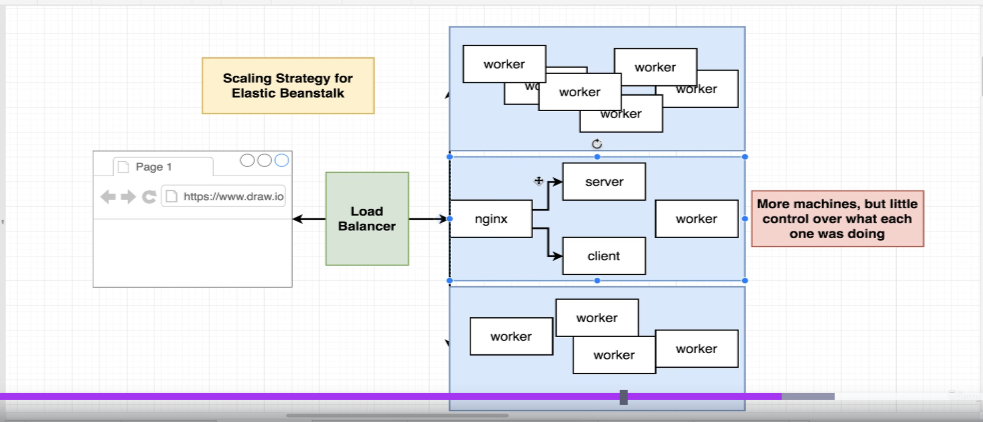 Scaling Strategy for
Elastic Beanstalk
Page 1
https://www.draw.io
Load
Balancer
worker
worker
worker
worker
worker
nginx
server
client
worker
More machines, but little
control over what each
one was doing
worker
worker
worker
worker